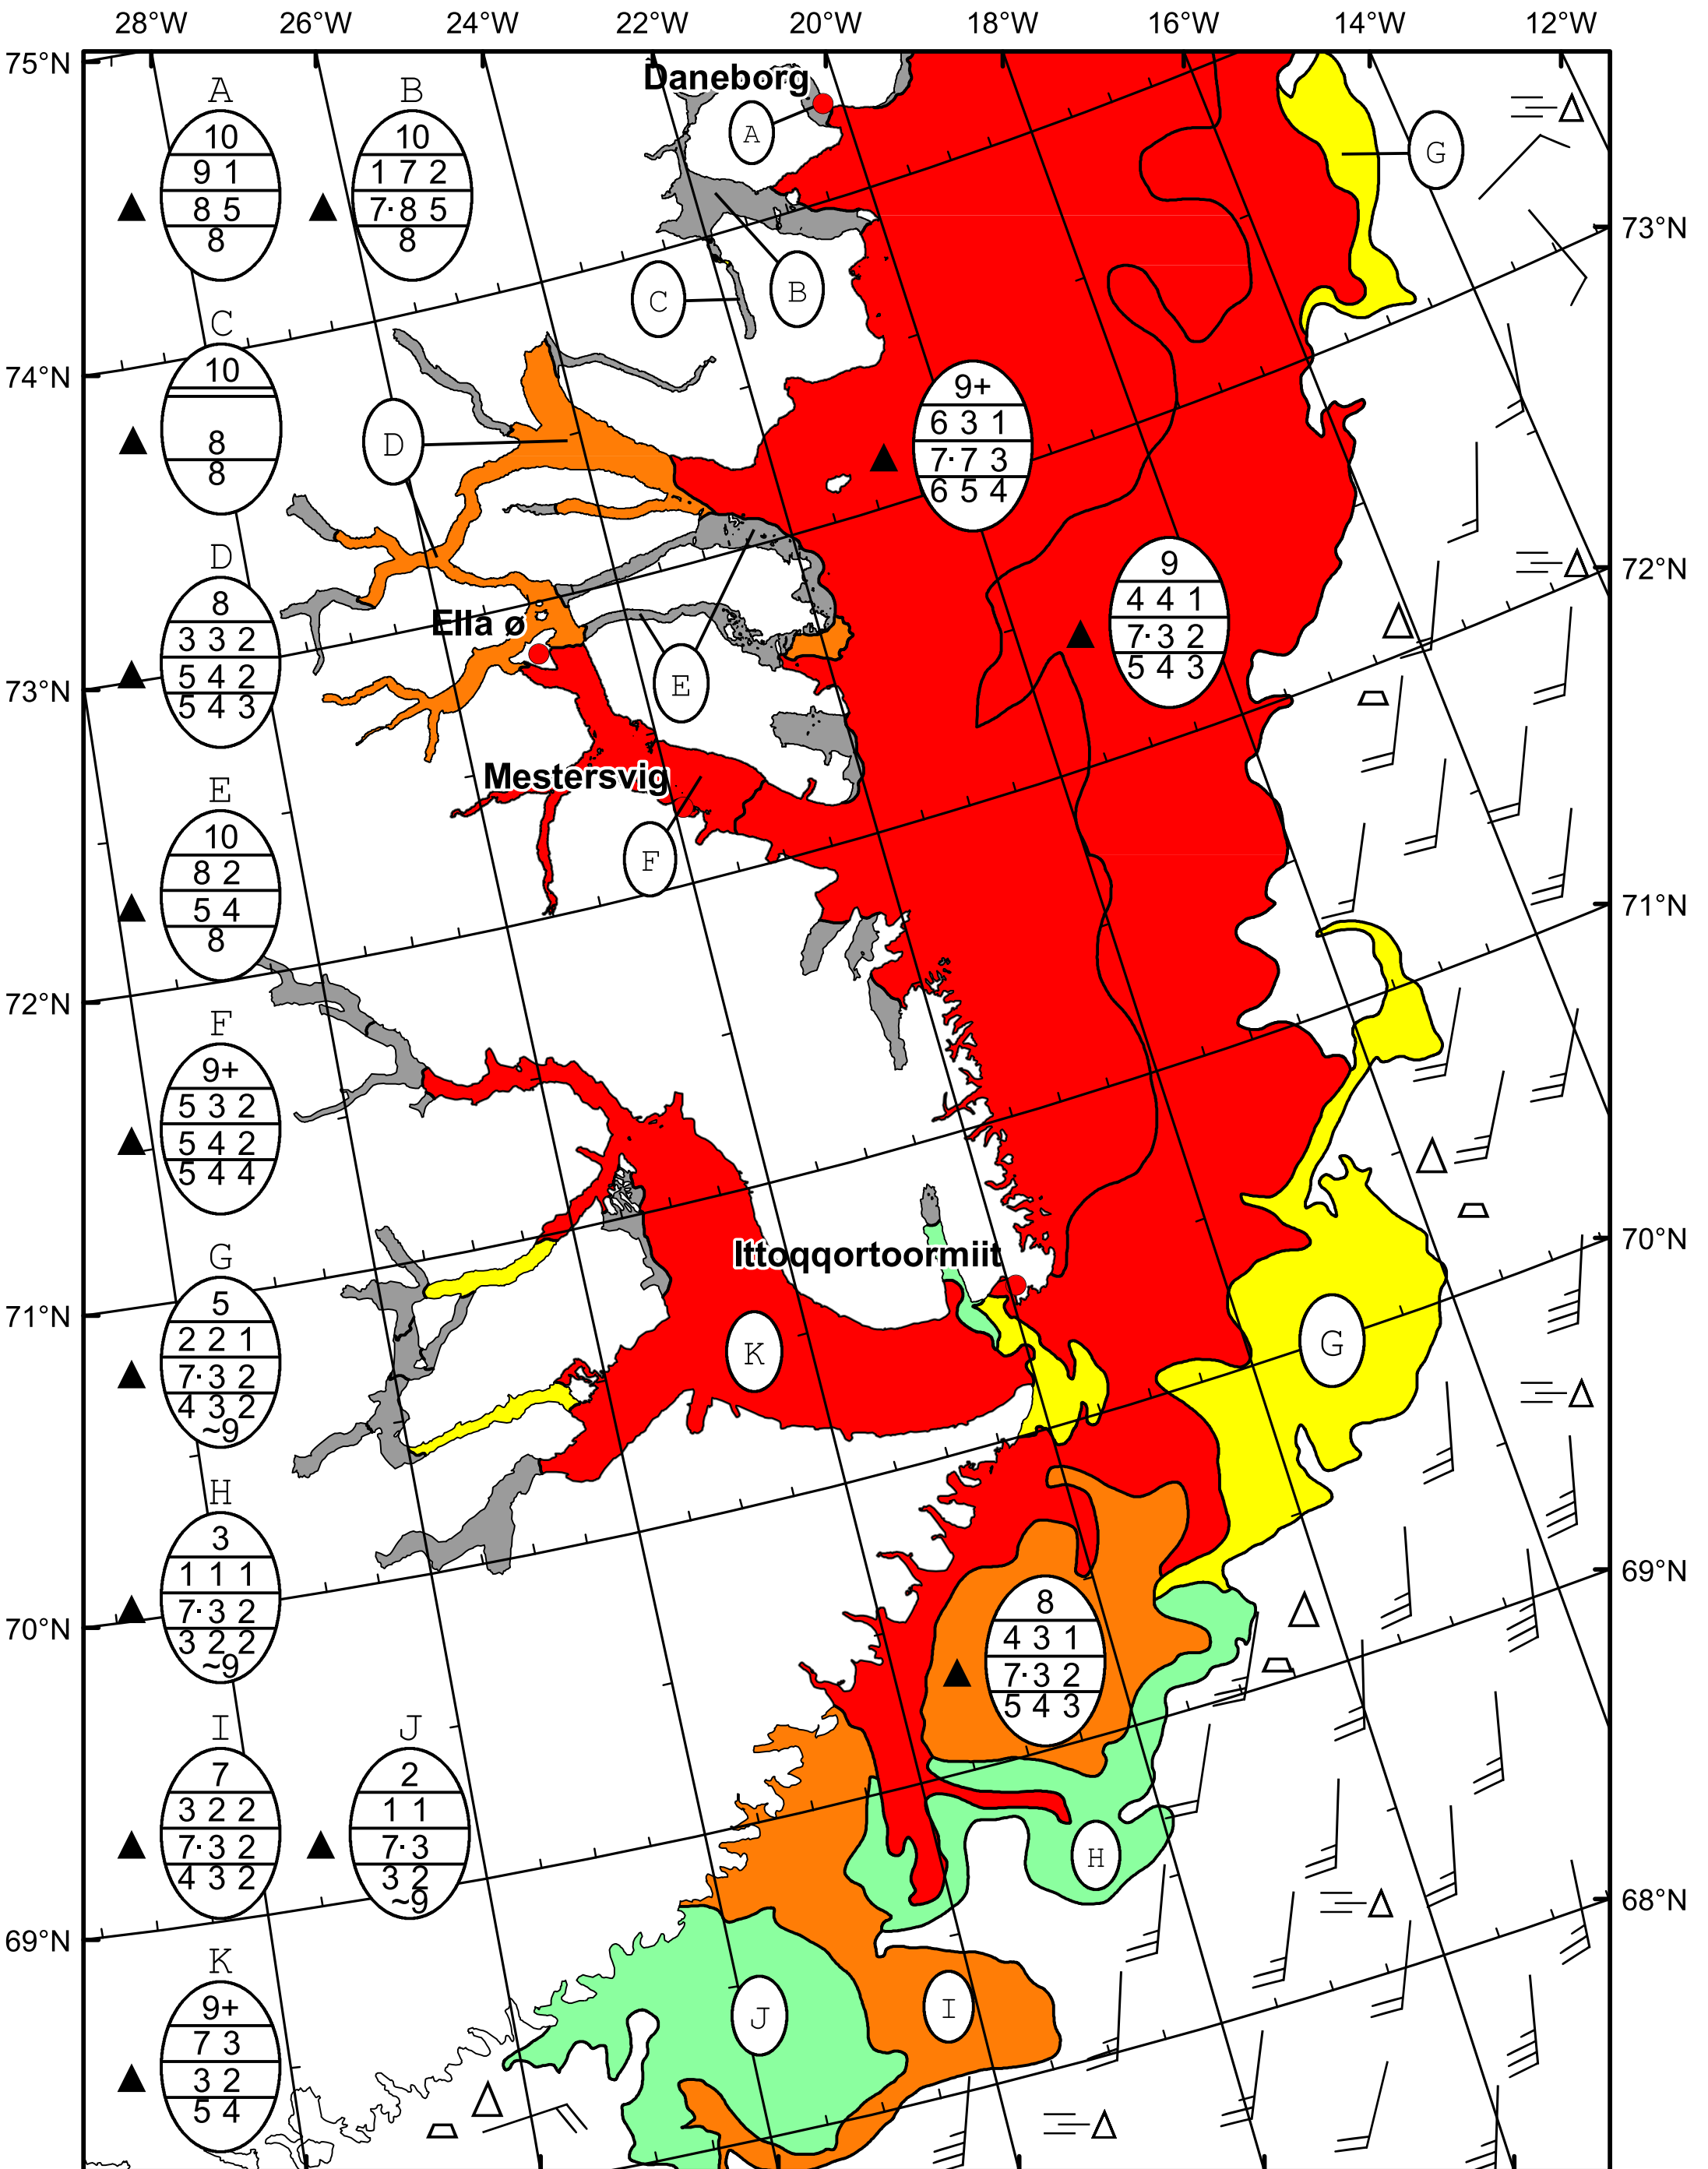 28°W 26°W 24°W 22°W 20°W 18°W 16°W 14°W 12°W
75°N
Daneborg
A
10
9 1
8 5
8
B
10
1 7 2
7· 8 5
8
A
G
B
C
73°N
C
10
8
8
74°N
D
9+
6 3 1
7· 7 3
6 5 4
D
8
3 3 2
5 4 2
5 4 3
9
4 4 1
7· 3 2
5 4 3
72°N
Ella ø
E
73°N
Mestersvig
E
10
8 2
5 4
8
F
71°N
72°N
F
9+
5 3 2
5 4 2
5 4 4
Ittoqqortoormiit
70°N
G
5
2 2 1
7· 3 2
4 3 2
~9
71°N
K
G
H
3
1 1 1
7· 3 2
3 2 2
~9
69°N
70°N
8
4 3 1
7· 3 2
5 4 3
I
7
3 2 2
7· 3 2
4 3 2
J
2
1 1
7· 3
3 2
~9
H
68°N
69°N
K
9+
7 3
3 2
5 4
J
I